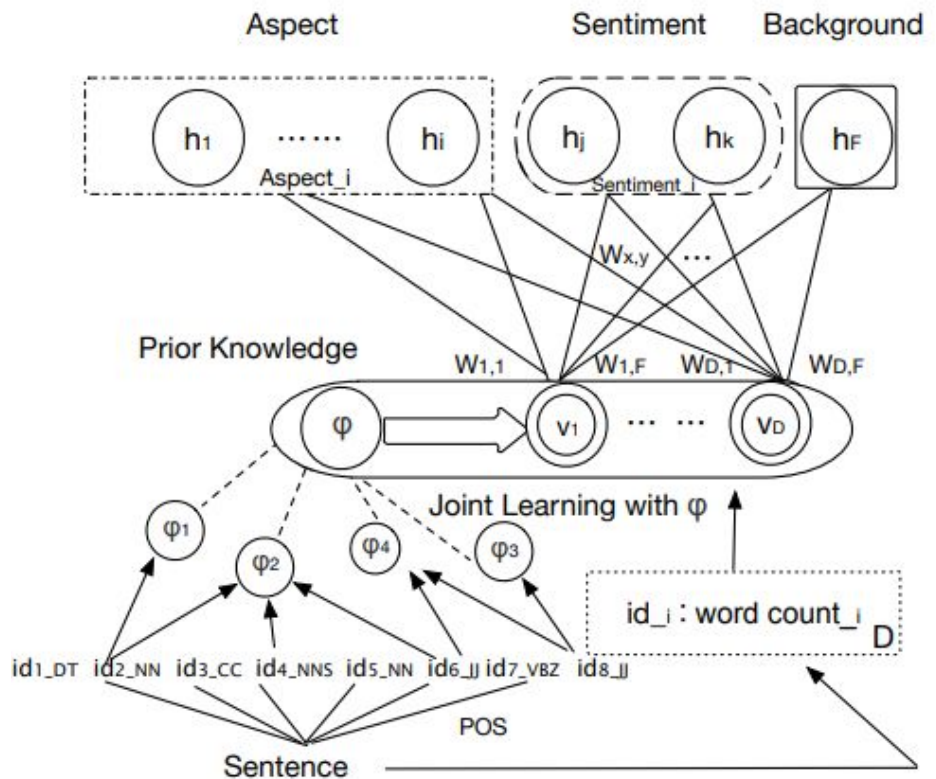 Aspect Sentiment Background
h1 ...... hi hj hk hF
Aspect_i Sentiment_i
Wx,y ...
Prior Knowledge
W1,1 W1,F WD,1 WD,F
φ v1 ... ... vD
Joint Learning with φ
φ1 φ2 φ4 φ3
id_i : word count_i
D
id1_DT id2_NN id3_CC id4_NNS id5_NN id6_JJ id7_VBZ id8_JJ
POS
Sentence